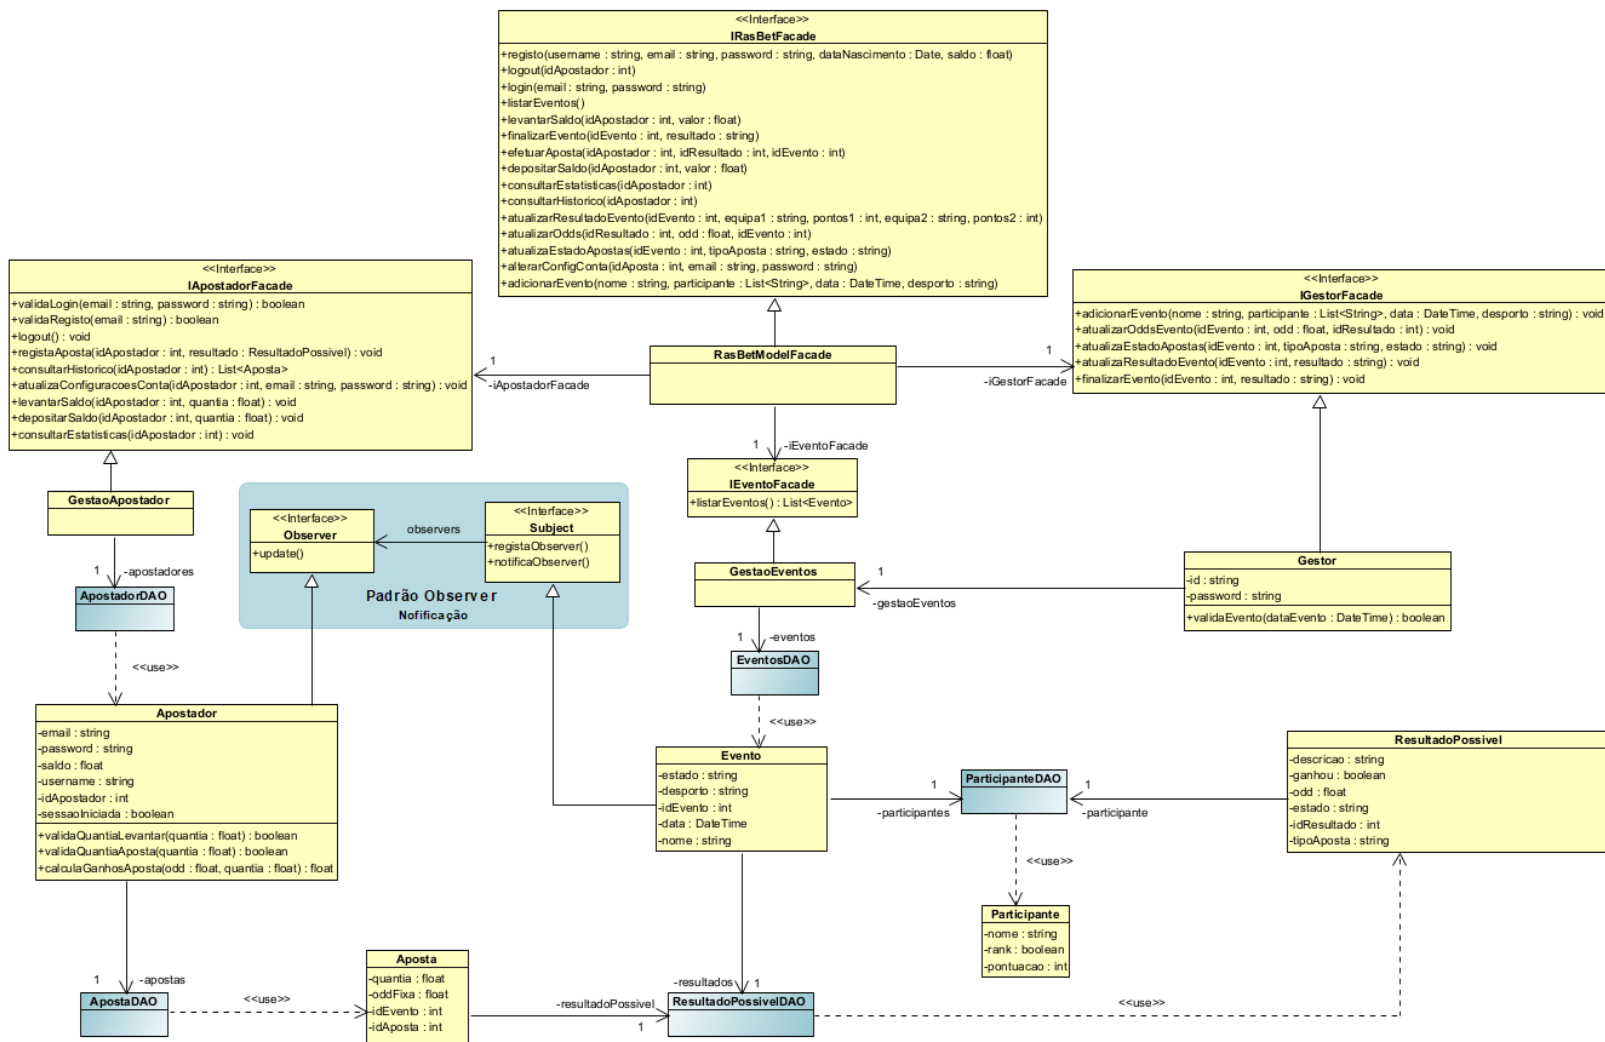 <<Interface>>
IRasBetFacade
+registo(username : string, email : string, password : string, dataNascimento : Date, saldo : float)
+logout(idApostador : int)
+login(email : string, password : string)
+listarEventos()
+levantarSaldo(idApostador : int, valor : float)
+finalizarEvento(idEvento : int, resultado : string)
+efetuarAposta(idApostador : int, idResultado : int, idEvento : int)
+depositarSaldo(idApostador : int, valor : float)
+consultarEstatisticas(idApostador : int)
+consultarHistorico(idApostador : int)
+atualizarResultadoEvento(idEvento : int, equipa1 : string, pontos1 : int, equipa2 : string, pontos2 : int)
+atualizarOdds(idResultado : int, odd : float, idEvento : int)
+atualizaEstadoApostas(idEvento : int, tipoAposta : string, estado : string)
+alterarConfigConta(idAposta : int, email : string, password : string)
+adicionarEvento(nome : string, participante : List<String>, data : DateTime, desporto : string)
<<Interface>>
IApostadorFacade
+validaLogin(email : string, password : string) : boolean
+validaRegisto(email : string) : boolean
+logout() : void
+registaAposta(idApostador : int, resultado : ResultadoPossivel) : void
+consultarHistorico(idApostador : int) : List<Aposta>
+atualizaConfiguracoesConta(idApostador : int, email : string, password : string) : void
+levantarSaldo(idApostador : int, quantia : float) : void
+depositarSaldo(idApostador : int, quantia : float) : void
+consultarEstatisticas(idApostador : int) : void
<<Interface>>
IGestorFacade
+adicionarEvento(nome : string, participante : List<String>, data : DateTime, desporto : string) : void
+atualizarOddsEvento(idEvento : int, odd : float, idResultado : int) : void
+atualizaEstadoApostas(idEvento : int, tipoAposta : string, estado : string) : void
+atualizaResultadoEvento(idEvento : int, resultado : string) : void
+finalizarEvento(idEvento : int, resultado : string) : void
RasBetModelFacade
1
-iApostadorFacade
1
-iGestorFacade
1
-iEventoFacade
<<Interface>>
IEventoFacade
+listarEventos() : List<Evento>
GestaoApostador
<<Interface>>
Observer
+update()
observers
<<Interface>>
Subject
+registaObserver()
+notificaObserver()
Padrão Observer
Nofificação
GestaoEventos
1
-gestaoEventos
Gestor
-id : string
-password : string
+validaEvento(dataEvento : DateTime) : boolean
1
-apostadores
ApostadorDAO
<<use>>
1
-eventos
EventosDAO
<<use>>
Apostador
-email : string
-password : string
-saldo : float
-username : string
-idApostador : int
-sessaoIniciada : boolean
+validaQuantiaLevantar(quantia : float) : boolean
+validaQuantiaAposta(quantia : float) : boolean
+calculaGanhosAposta(odd : float, quantia : float) : float
Evento
-estado : string
-desporto : string
-idEvento : int
-data : DateTime
-nome : string
1
-participantes
ParticipanteDAO
1
-participante
ResultadoPossivel
-descricao : string
-ganhou : boolean
-odd : float
-estado : string
-idResultado : int
-tipoAposta : string
<<use>>
Participante
-nome : string
-rank : boolean
-pontuacao : int
1
-apostas
ApostaDAO
<<use>>
Aposta
-quantia : float
-oddFixa : float
-idEvento : int
-idAposta : int
-resultadoPossivel
1
-resultados
1
ResultadoPossivelDAO
<<use>>